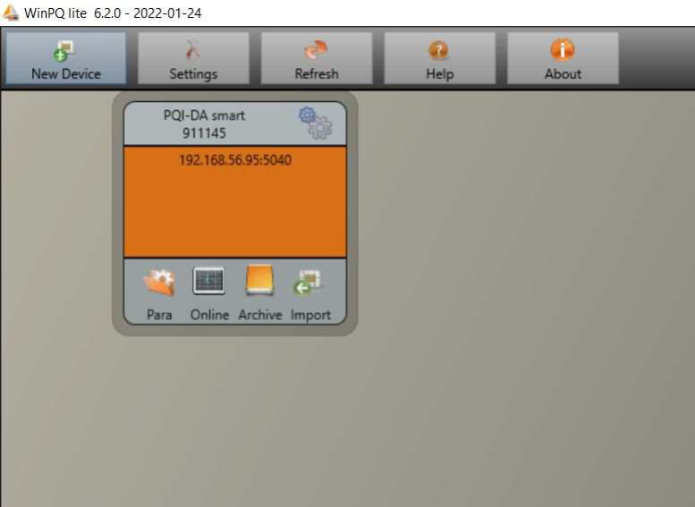 WinPQ lite 6.2.0 - 2022-01-24
New Device
Settings
Refresh
Help
About
PQI-DA smart
911145
192.168.56.95:5040
Para
Online
Archive
Import